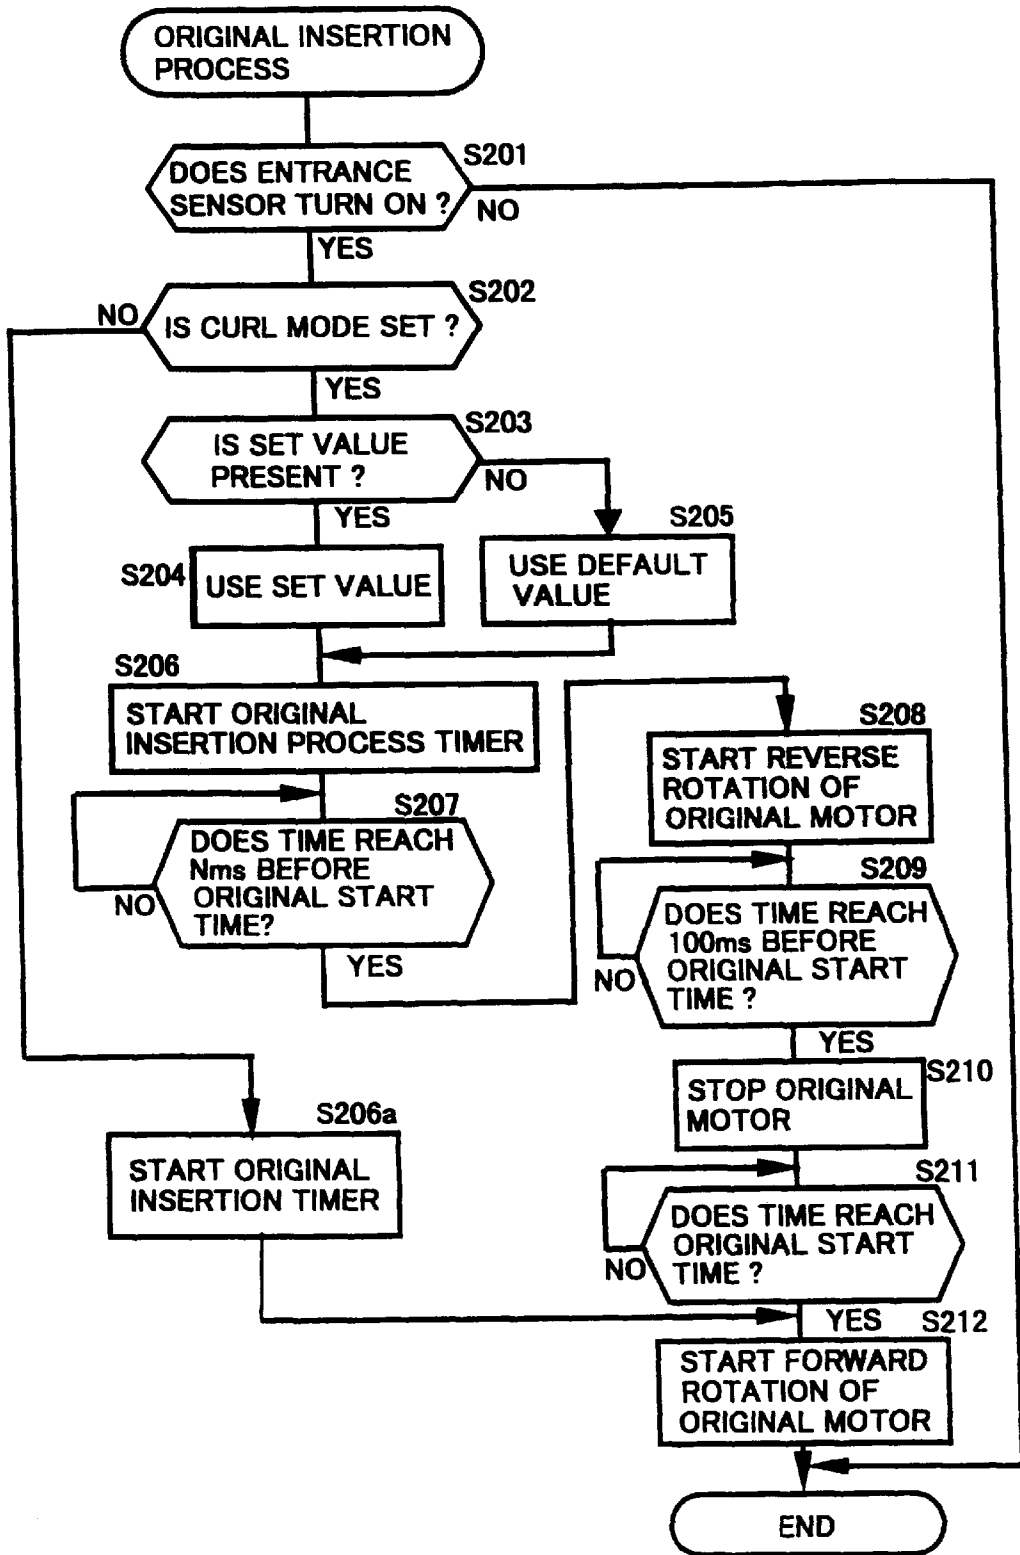 ORIGINAL INSERTION
PROCESS
S201
DOES ENTRANCE
SENSOR TURN ON ?
NO
YES
S202
NO
IS CURL MODE SET ?
YES
S203
IS SET VALUE
PRESENT ?
NO
YES
S204
USE SET VALUE
S205
USE DEFAULT
VALUE
S206
START ORIGINAL
INSERTION PROCESS TIMER
S207
DOES TIME REACH
Nms BEFORE
ORIGINAL START
TIME?
NO
YES
S208
START REVERSE
ROTATION OF
ORIGINAL MOTOR
S209
DOES TIME REACH
100ms BEFORE
ORIGINAL START
TIME ?
NO
YES
S210
STOP ORIGINAL
MOTOR
S206a
START ORIGINAL
INSERTION TIMER
S211
DOES TIME REACH
ORIGINAL START
TIME ?
NO
YES
S212
START FORWARD
ROTATION OF
ORIGINAL MOTOR
END